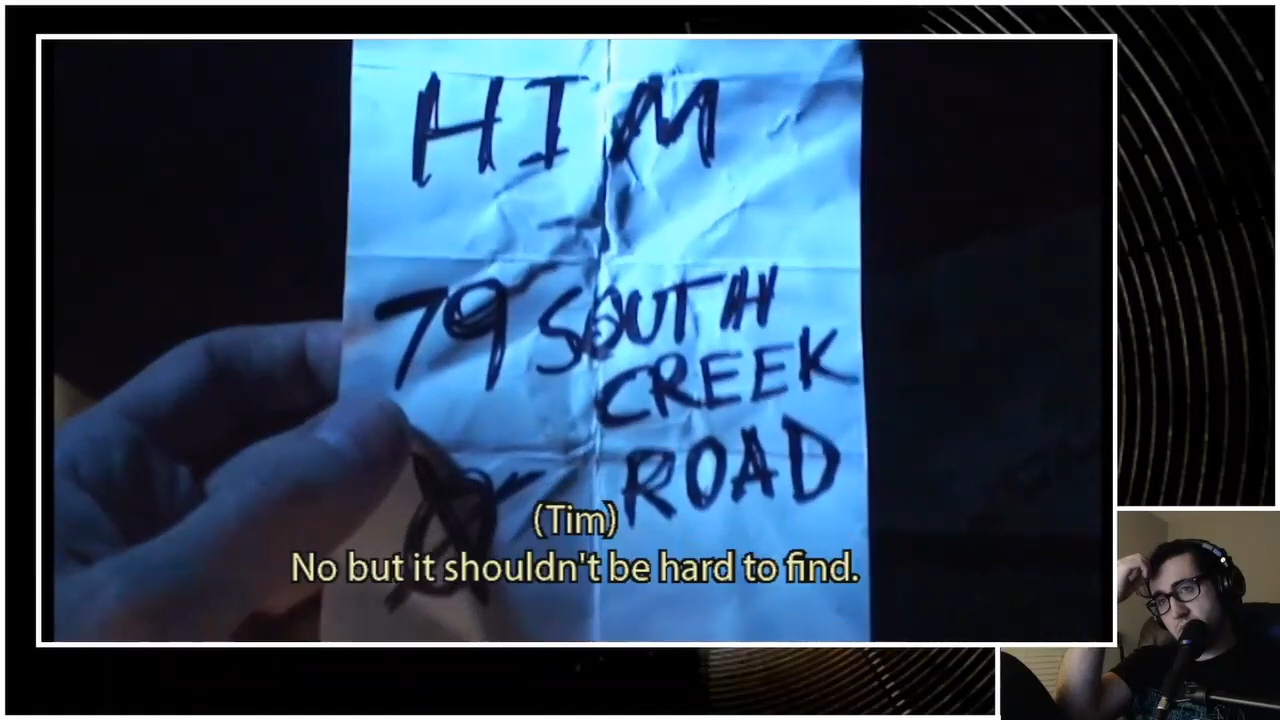 HIM
79 SOUTH
CREEK
ROAD
(Tim)
No but it shouldn't be hard to find.